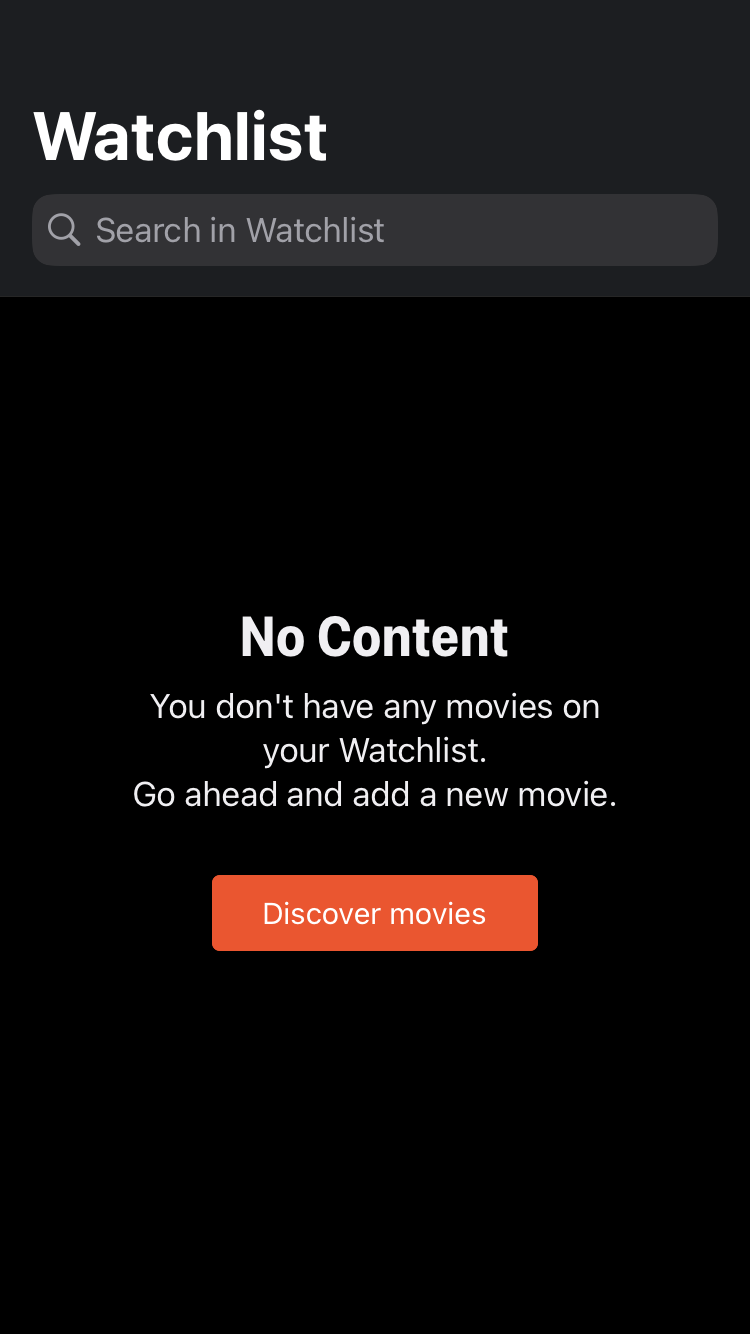 Watchlist
Search in Watchlist
No Content
You don't have any movies on
your Watchlist.
Go ahead and add a new movie.
Discover movies